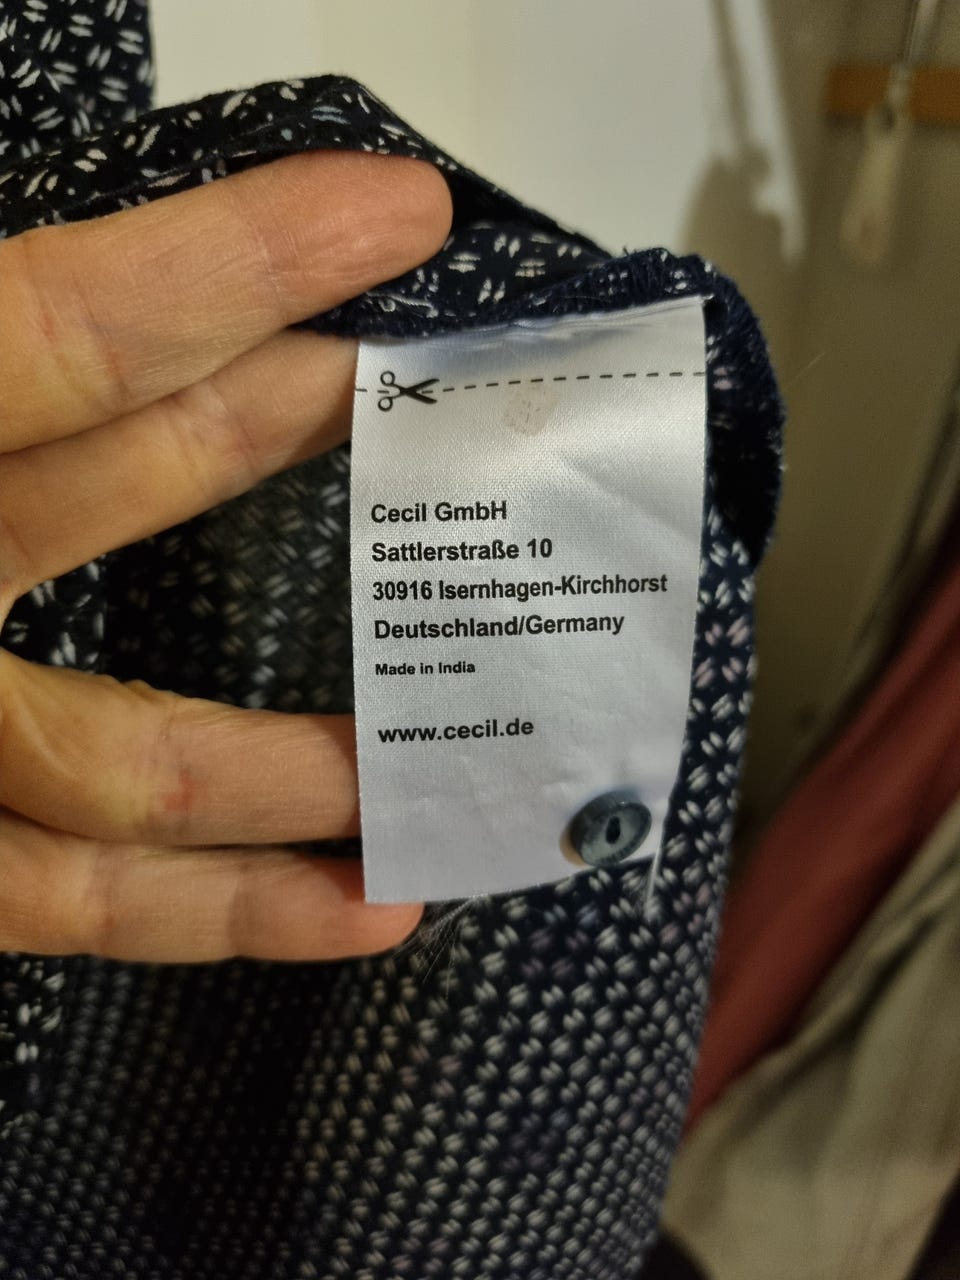 Cecil GmbH
Sattlerstraße 10
30916 Isernhagen-Kirchhorst
Deutschland/Germany
Made in India
www.cecil.de